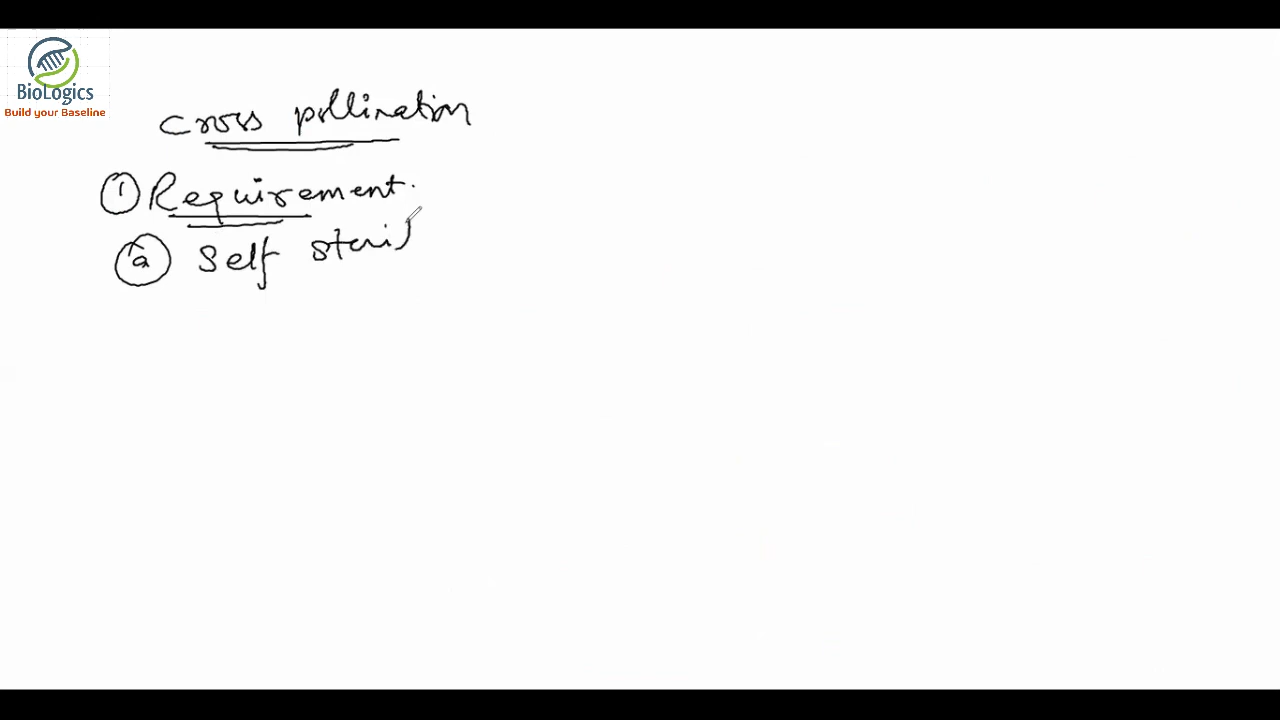 BioLogics
Build your Baseline
Cross pollination
① Requirement.
ⓐ Self